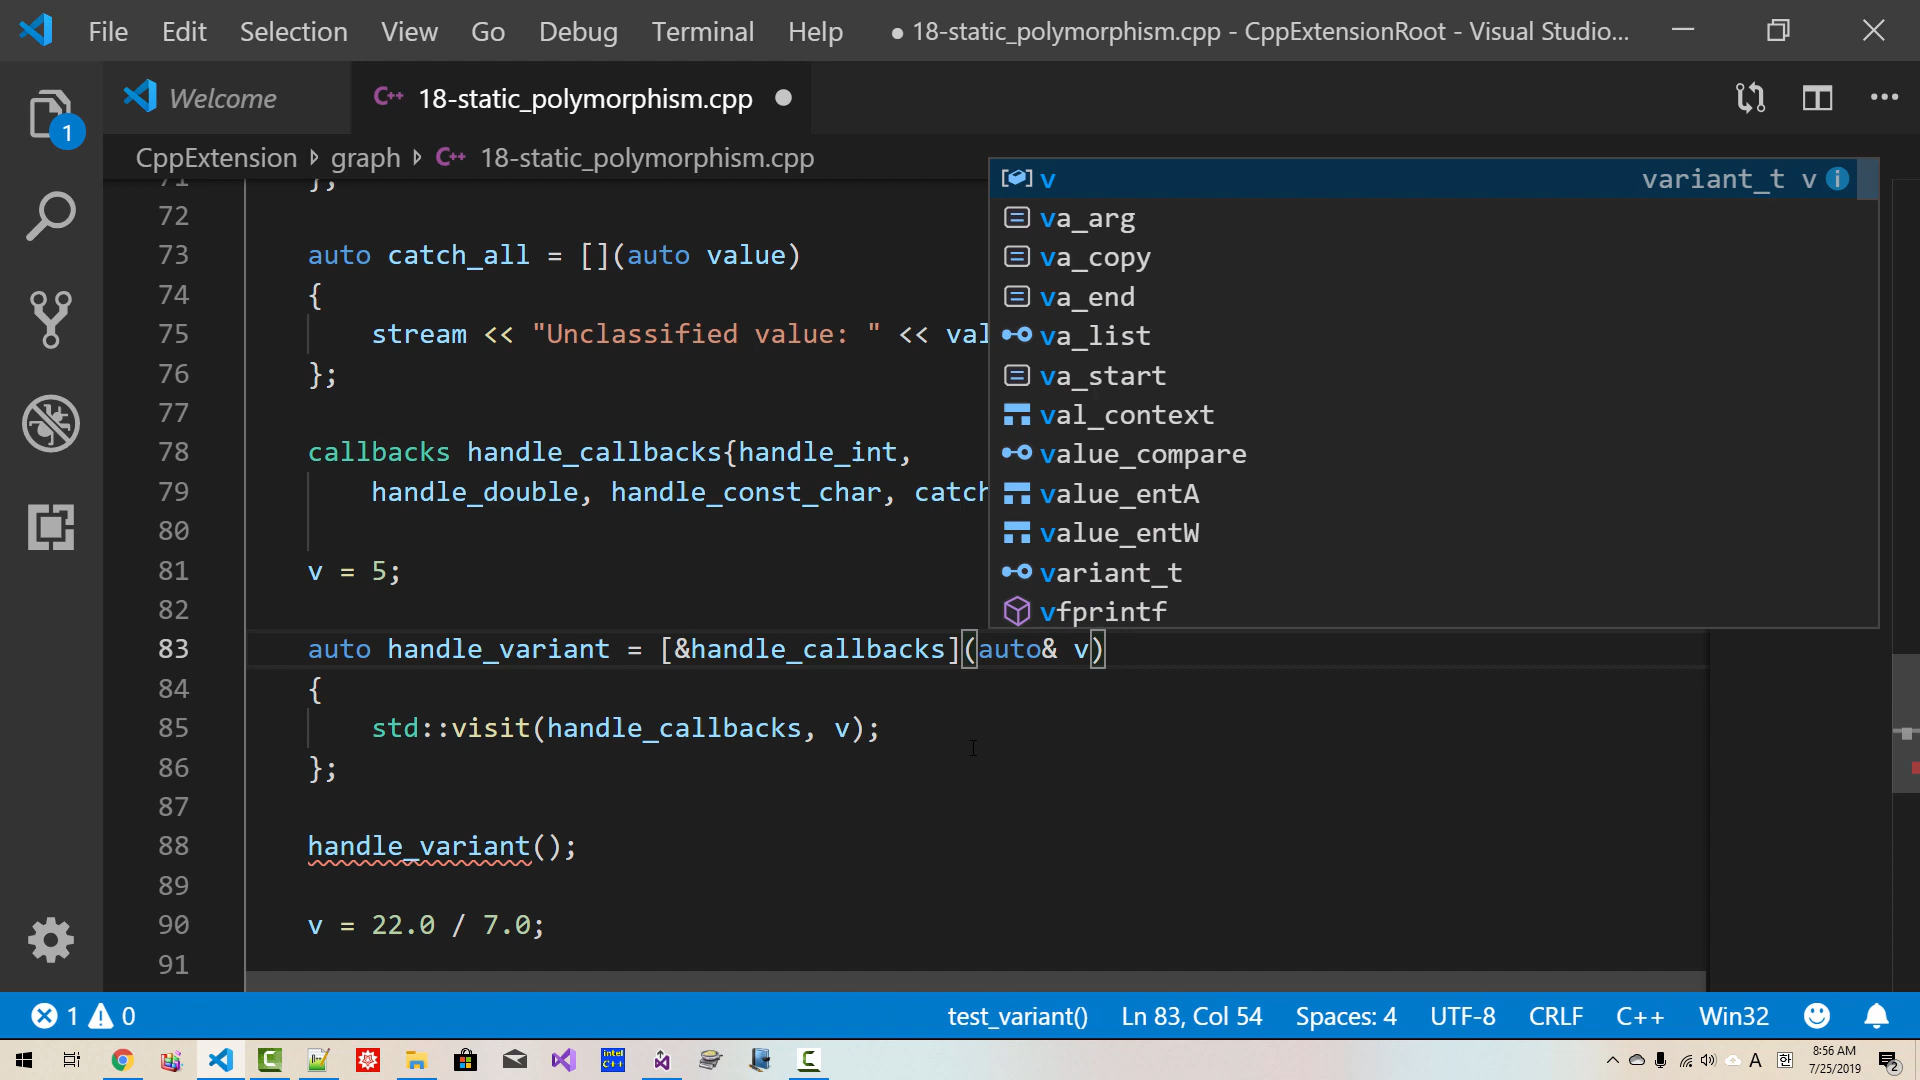 File Edit Selection View Go Debug Terminal Help ● 18-static_polymorphism.cpp - CppExtensionRoot - Visual Studio...
Welcome C++ 18-static_polymorphism.cpp
CppExtension graph C++ 18-static_polymorphism.cpp
1
71 };
72
73 auto catch_all = [](auto value)
74 {
75 stream << "Unclassified value: " << val
76 };
77
78 callbacks handle_callbacks{handle_int,
79 handle_double, handle_const_char, catch
80
81 v = 5;
82
83 auto handle_variant = [&handle_callbacks](auto& v)
84 {
85 std::visit(handle_callbacks, v);
86 };
87
88 handle_variant();
89
90 v = 22.0 / 7.0;
91
v variant_t v
va_arg
va_copy
va_end
va_list
va_start
val_context
value_compare
value_entA
value_entW
variant_t
vfprintf
1 0 test_variant() Ln 83, Col 54 Spaces: 4 UTF-8 CRLF C++ Win32
intel C++
A 한 8:56 AM
7/25/2019 2